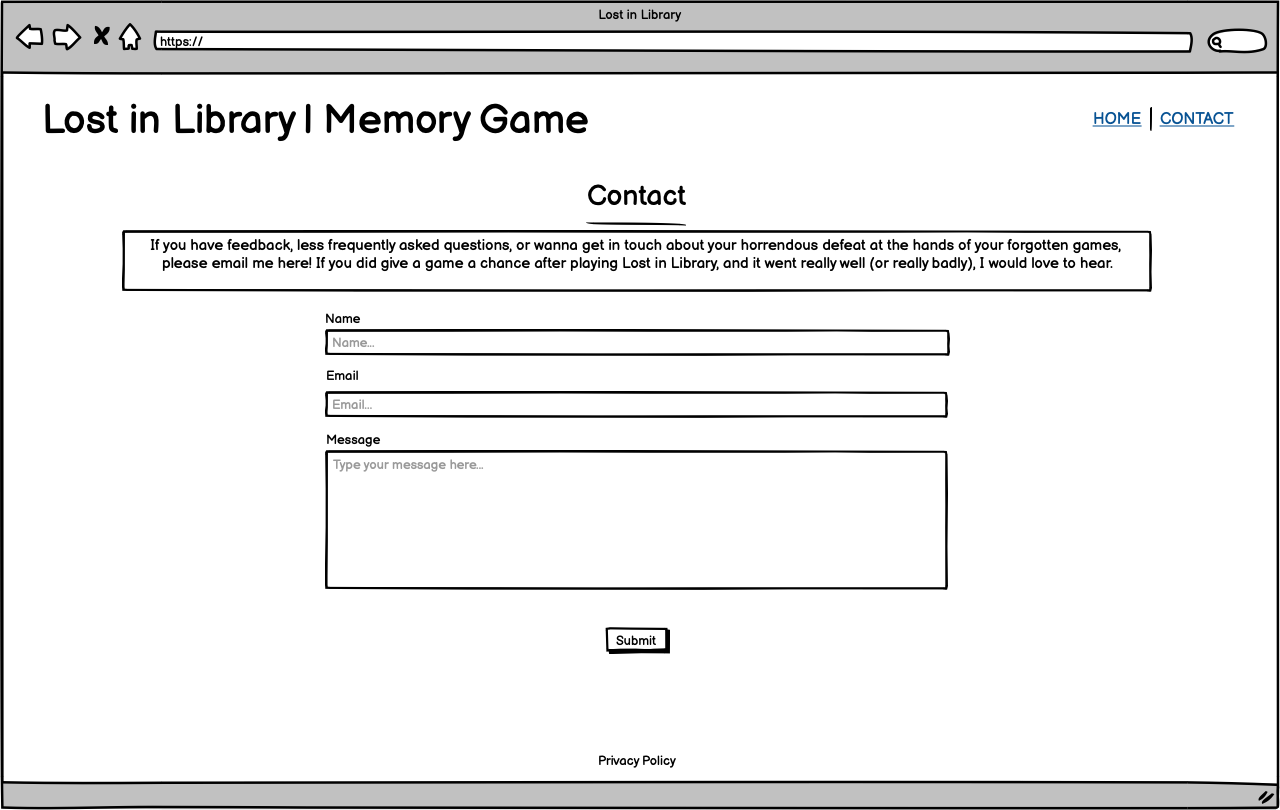 Lost in Library
https://
Lost in Library | Memory Game
HOME | CONTACT
Contact
If you have feedback, less frequently asked questions, or wanna get in touch about your horrendous defeat at the hands of your forgotten games,
please email me here! If you did give a game a chance after playing Lost in Library, and it went really well (or really badly), I would love to hear.
Name
Name...
Email
Email...
Message
Type your message here...
Submit
Privacy Policy